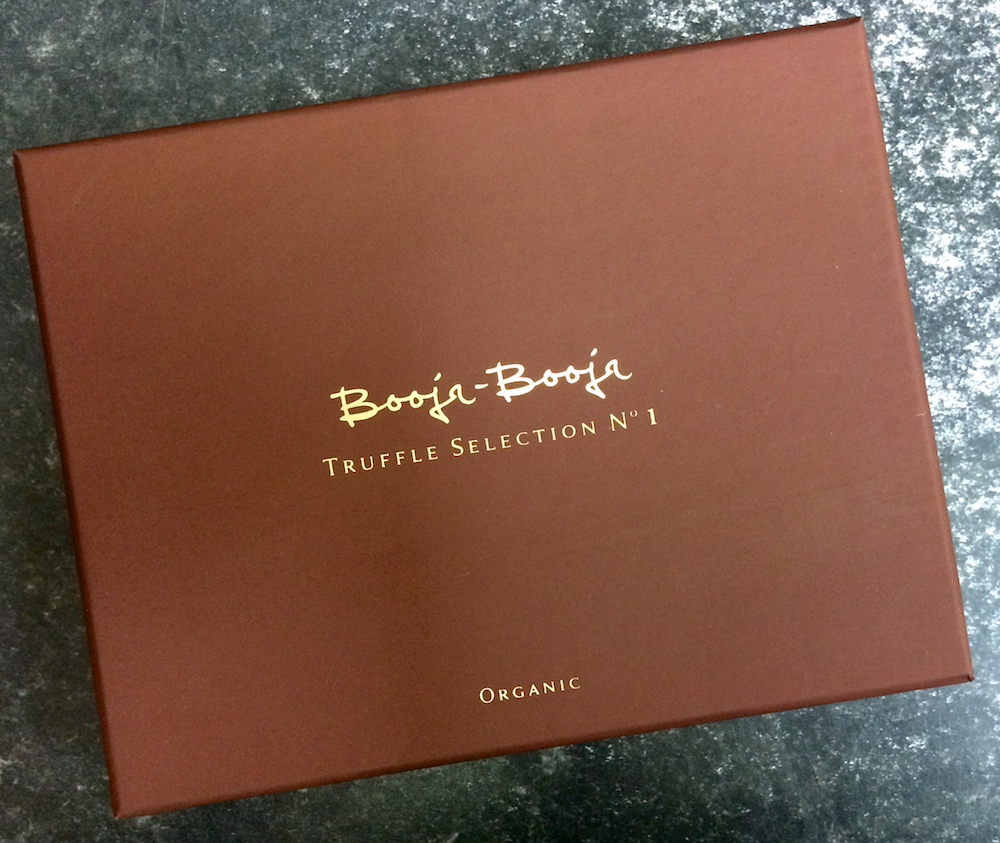 Booja-Booja
Truffle Selection Nº 1
Organic